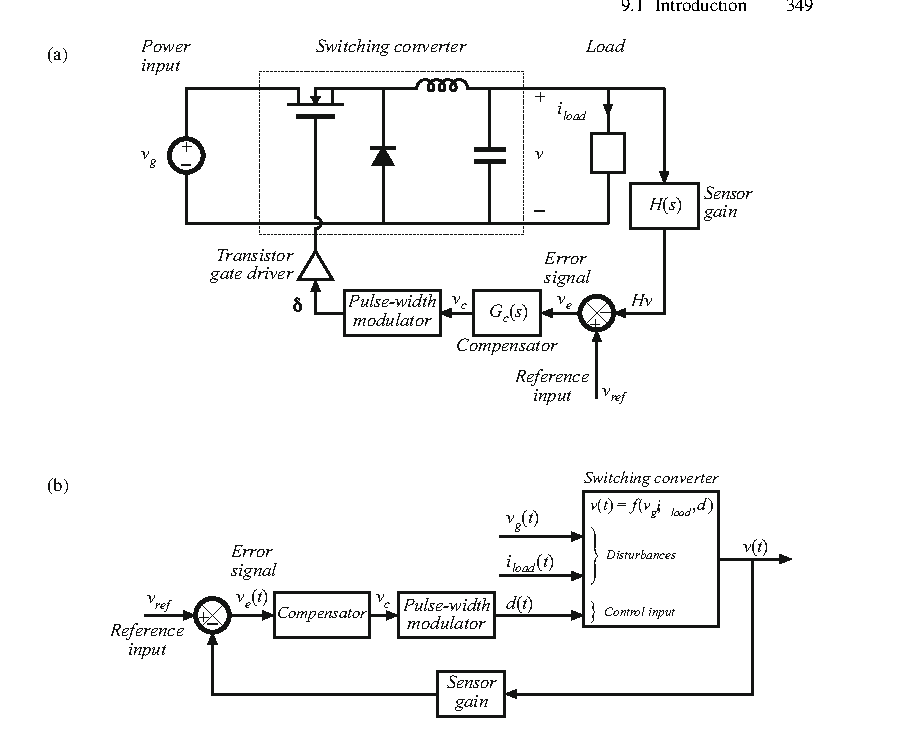 9.1 Introduction 349
(a)
Power
input
Switching converter
Load
+
i_load
v_g
+
–
v
–
H(s)
Sensor
gain
Transistor
gate driver
Error
signal
δ
Pulse-width
modulator
v_c
G_c(s)
v_e
Hv
+
Compensator
Reference
input
v_ref
(b)
Switching converter
v(t) = f(v_g, i_load, d)
v_g(t)
Error
signal
i_load(t)
} Disturbances
v(t)
v_ref
+
–
v_e(t)
Compensator
v_c
Pulse-width
modulator
d(t)
} Control input
Reference
input
Sensor
gain